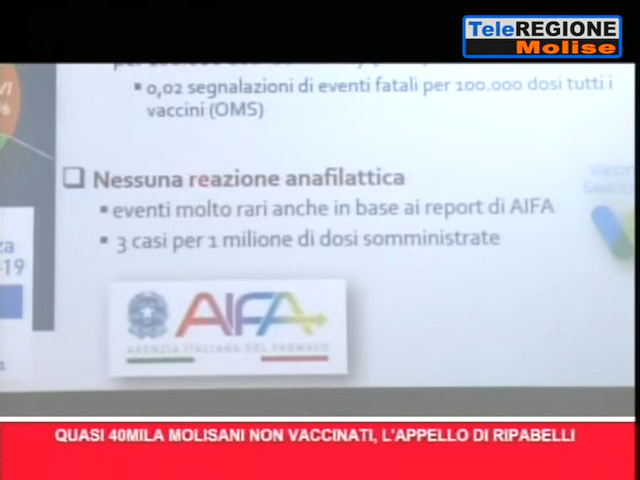 TeleREGIONE
Molise
0,02 segnalazioni di eventi fatali per 100.000 dosi tutti i
vaccini (OMS)
Nessuna reazione anafilattica
eventi molto rari anche in base ai report di AIFA
3 casi per 1 milione di dosi somministrate
-19
AIFA
AGENZIA ITALIANA DEL FARMACO
QUASI 40MILA MOLISANI NON VACCINATI, L'APPELLO DI RIPABELLI